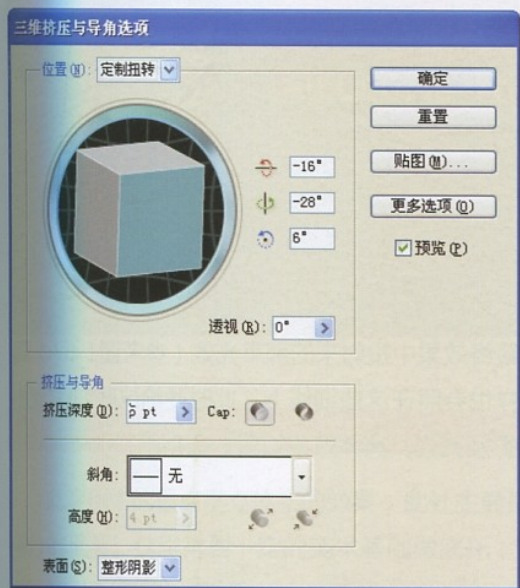 三维挤压与导角选项
位置(N): 定制扭转
确定
重置
贴图(M)...
更多选项(O)
预览(P)
-16°
-28°
6°
透视(R): 0°
挤压与导角
挤压深度(D): pt Cap:
斜角: 无
高度(H): 4 pt
表面(S): 整形阴影